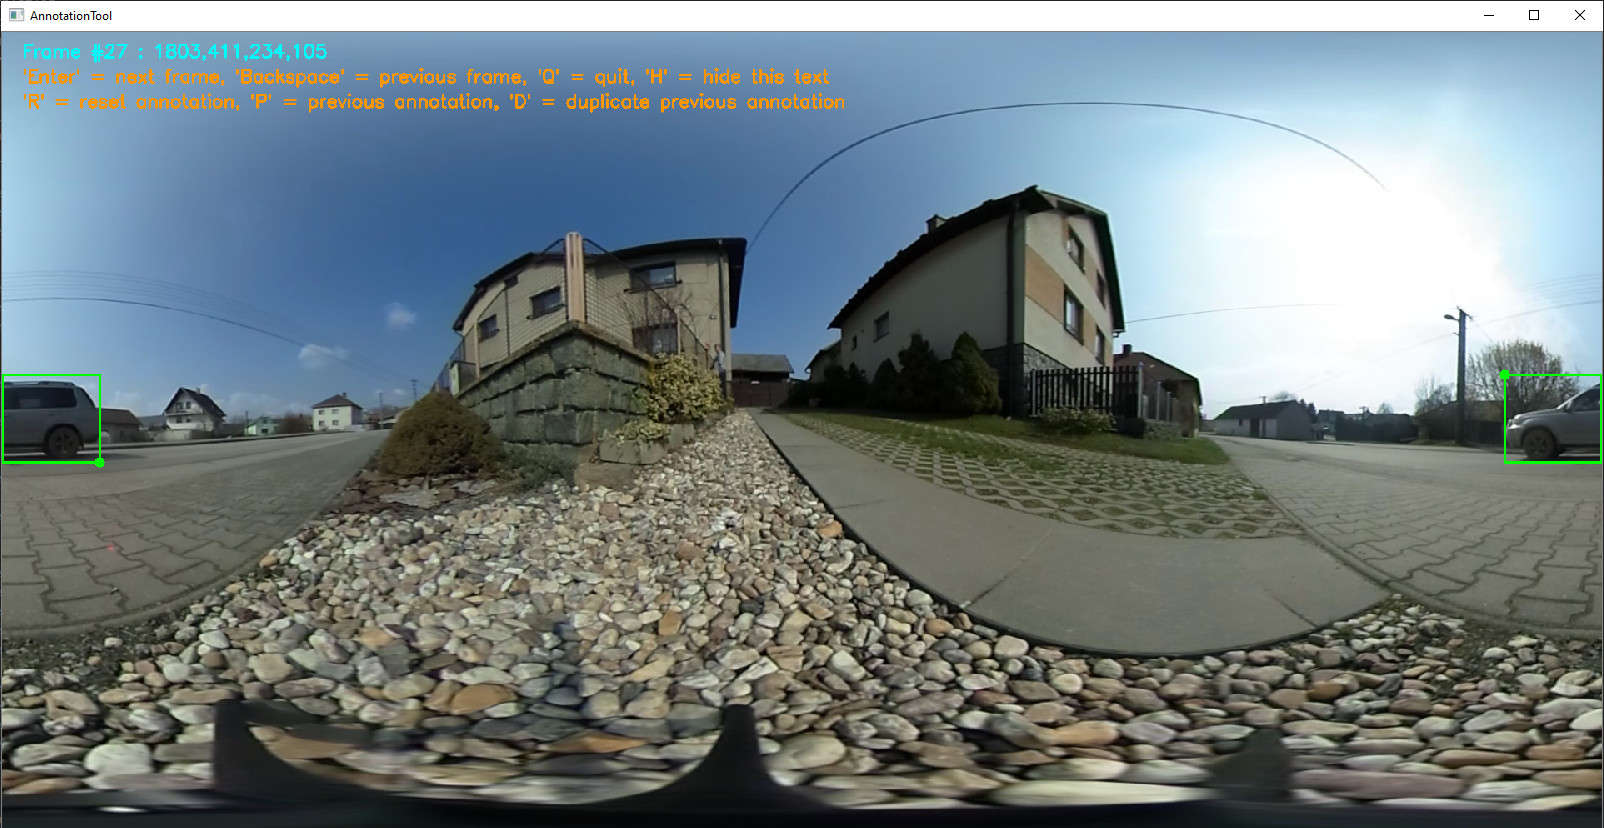 AnnotationTool
Frame #27 : 1803,411,234,105
'Enter' = next frame, 'Backspace' = previous frame, 'Q' = quit, 'H' = hide this text
'R' = reset annotation, 'P' = previous annotation, 'D' = duplicate previous annotation